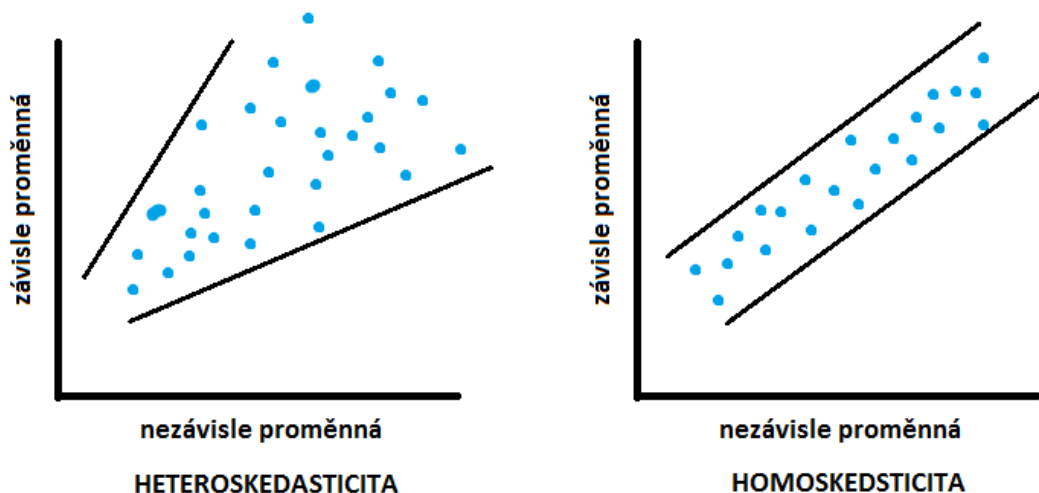 závisle proměnná
nezávisle proměnná
HETEROSKEDASTICITA
závisle proměnná
nezávisle proměnná
HOMOSKEDSTICITA